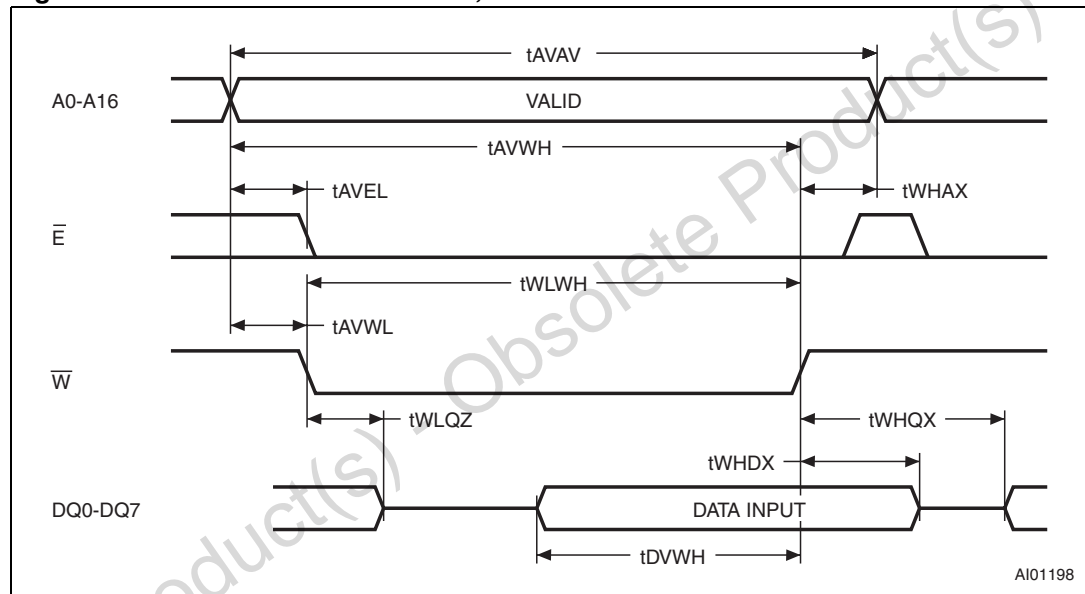 tAVAV
A0-A16
VALID
tAVWH
tAVEL
tWHAX
E
tWLWH
tAVWL
W
tWLQZ
tWHQX
tWHDX
DQ0-DQ7
DATA INPUT
tDVWH
AI01198
Product(s) - Obsolete Product(s)